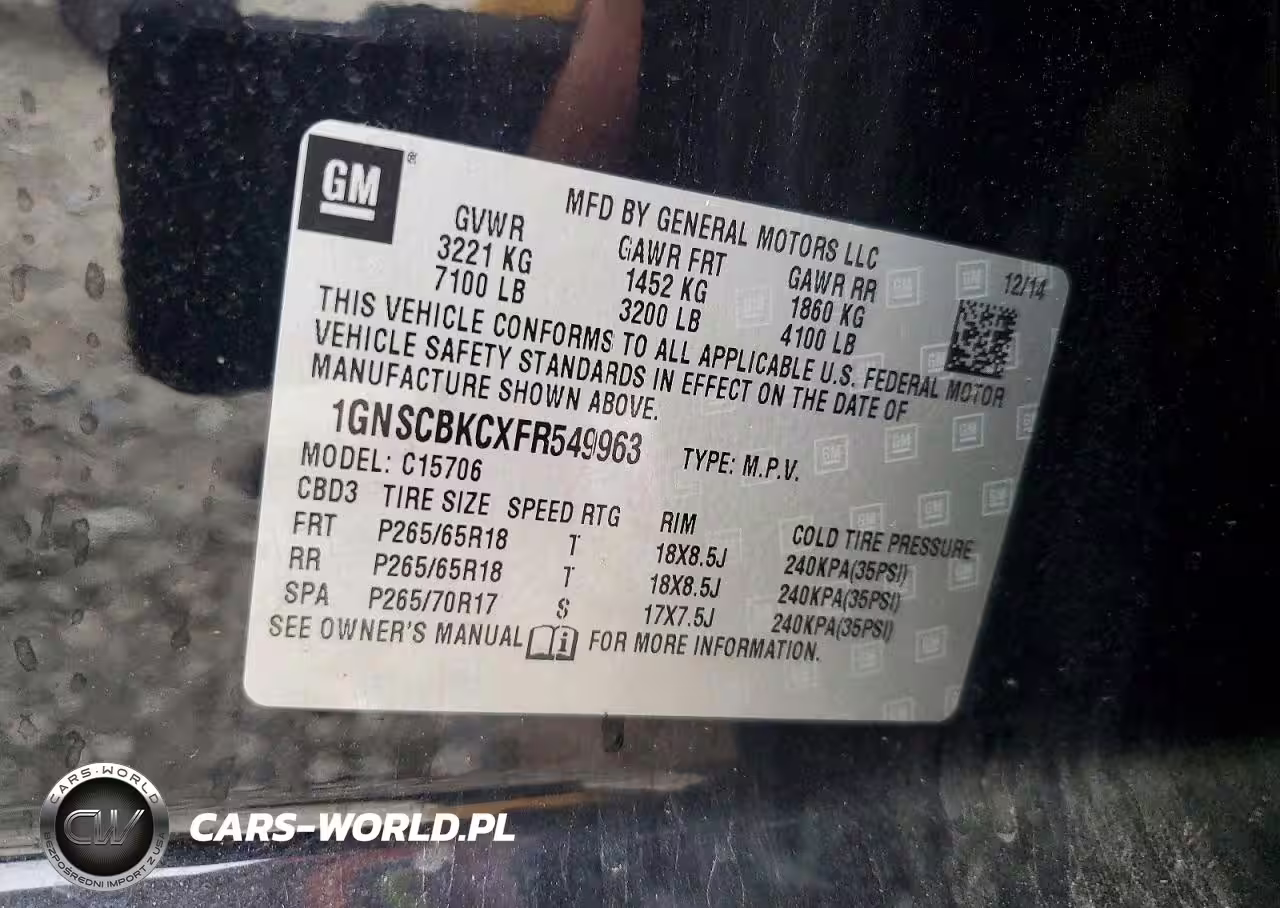 GM®
MFD BY GENERAL MOTORS LLC
GVWR GAWR FRT GAWR RR 12/14
3221 KG 1452 KG 1860 KG
7100 LB 3200 LB 4100 LB
THIS VEHICLE CONFORMS TO ALL APPLICABLE U.S. FEDERAL MOTOR
VEHICLE SAFETY STANDARDS IN EFFECT ON THE DATE OF
MANUFACTURE SHOWN ABOVE.
1GNSCBKCXFR549963 TYPE: M.P.V.
MODEL: C15706
CBD3 TIRE SIZE SPEED RTG RIM COLD TIRE PRESSURE
FRT P265/65R18 T 18X8.5J 240KPA(35PSI)
RR P265/65R18 T 18X8.5J 240KPA(35PSI)
SPA P265/70R17 S 17X7.5J 240KPA(35PSI)
SEE OWNER'S MANUAL FOR MORE INFORMATION.
CARS-WORLD
CW
BEZPOŚREDNI IMPORT Z USA
CARS-WORLD.PL